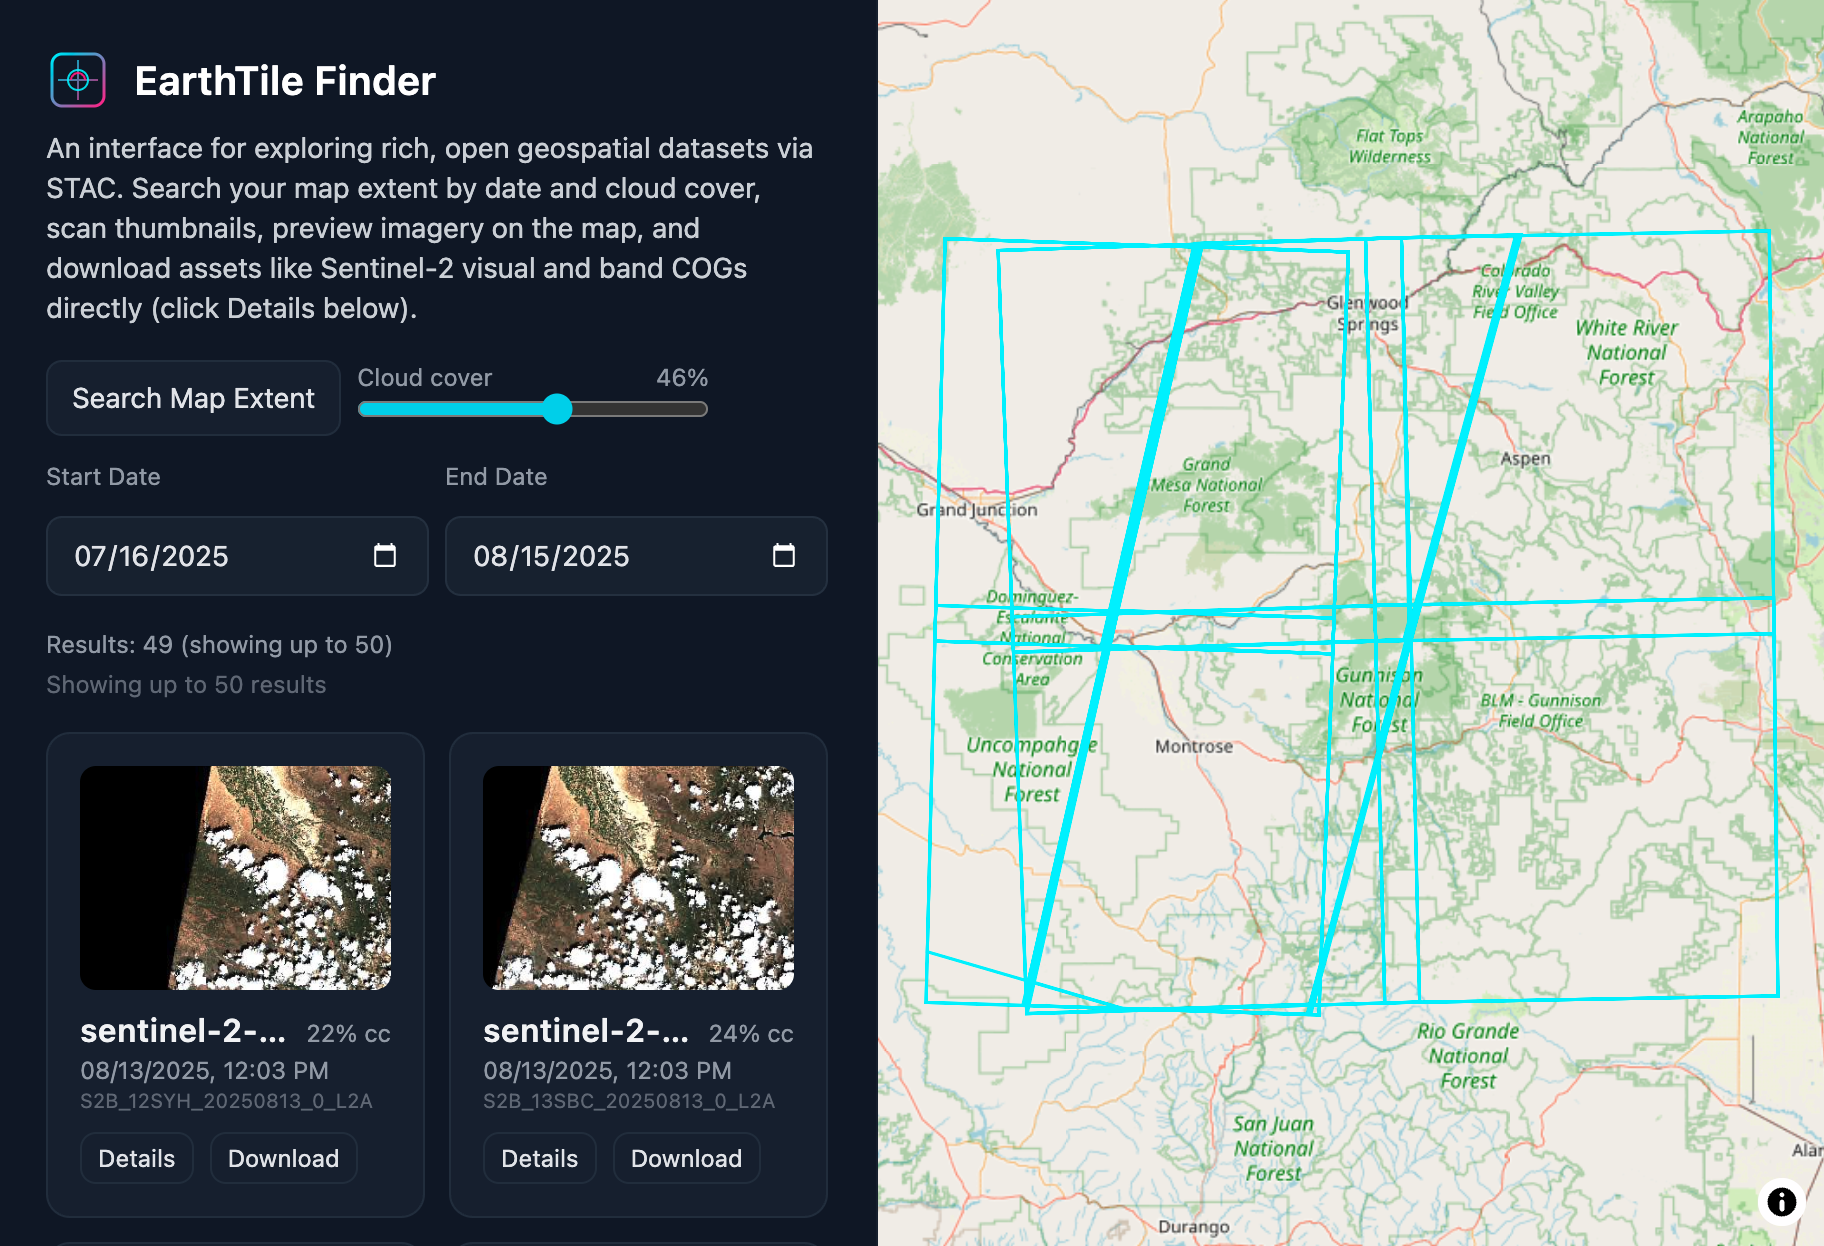 EarthTile Finder
An interface for exploring rich, open geospatial datasets via
STAC. Search your map extent by date and cloud cover,
scan thumbnails, preview imagery on the map, and
download assets like Sentinel-2 visual and band COGs
directly (click Details below).
Search Map Extent
Cloud cover 46%
Start Date
End Date
07/16/2025
08/15/2025
Results: 49 (showing up to 50)
Showing up to 50 results
sentinel-2-... 22% cc
08/13/2025, 12:03 PM
S2B_12SYH_20250813_0_L2A
Details Download
sentinel-2-... 24% cc
08/13/2025, 12:03 PM
S2B_13SBC_20250813_0_L2A
Details Download
Flat Tops
Wilderness
Arapaho
National
Forest
Glenwood
Springs
Colorado
River Valley
Field Office
White River
National
Forest
Grand
Mesa National
Forest
Aspen
Grand Junction
Dominguez-
Escalante
National
Conservation
Area
Gunnison
National
Forest
BLM - Gunnison
Field Office
Uncompahgre
National
Forest
Montrose
Rio Grande
National
Forest
San Juan
National
Forest
Alar
Durango